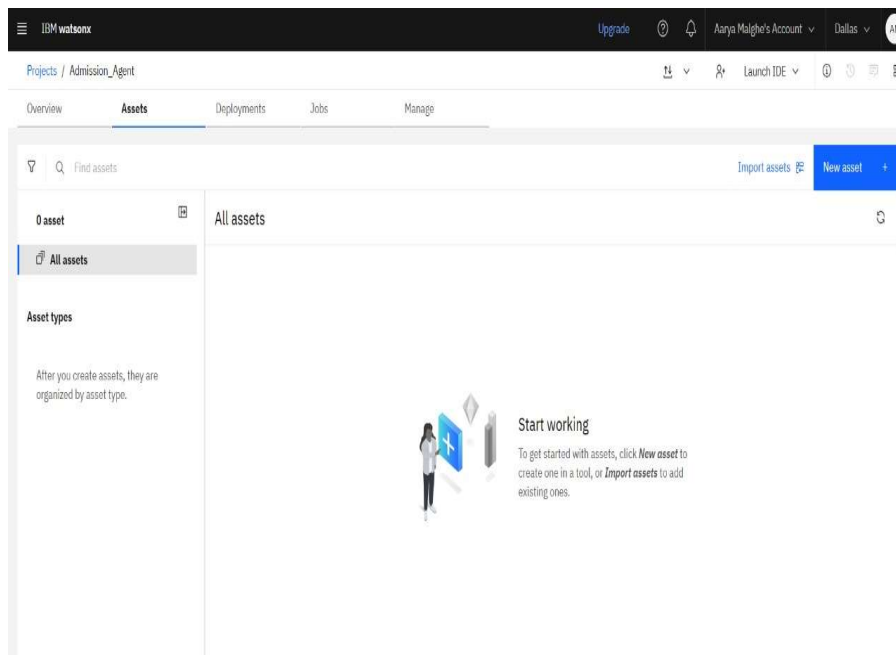 IBM watsonx
Upgrade
Aarya Malghe's Account
Dallas
Projects / Admission_Agent
Launch IDE
Overview
Assets
Deployments
Jobs
Manage
Find assets
Import assets
New asset +
0 asset
All assets
All assets
Asset types
After you create assets, they are
organized by asset type.
Start working
To get started with assets, click New asset to
create one in a tool, or Import assets to add
existing ones.